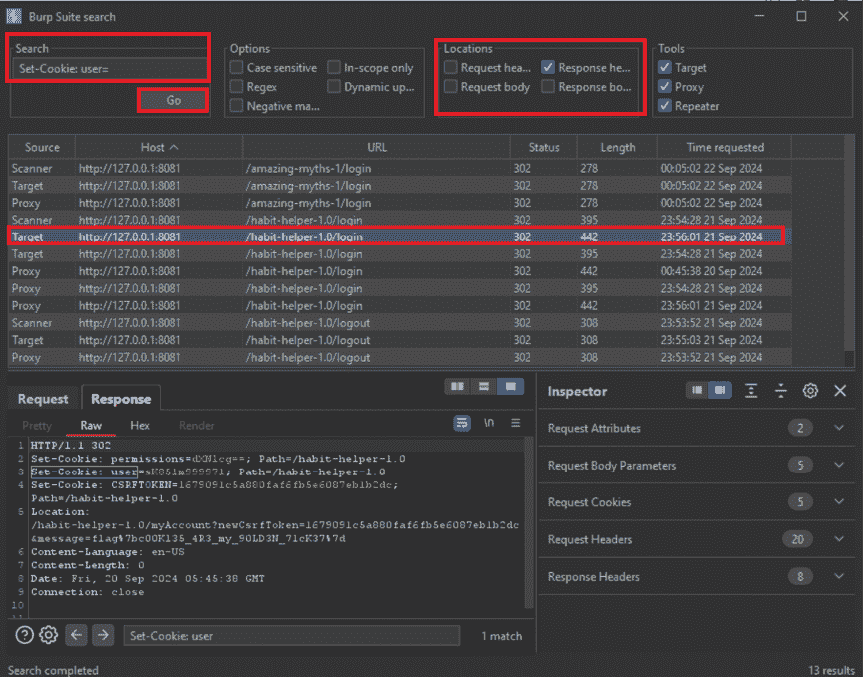 Burp Suite search
Search
Set-Cookie: user=
Go
Options
Case sensitive
In-scope only
Regex
Dynamic up...
Negative ma...
Locations
Request hea...
Response he...
Request body
Response bo...
Tools
Target
Proxy
Repeater
Source Host URL Status Length Time requested
Scanner http://127.0.0.1:8081 /amazing-myths-1/login 302 278 00:05:02 22 Sep 2024
Target http://127.0.0.1:8081 /amazing-myths-1/login 302 278 00:05:02 22 Sep 2024
Proxy http://127.0.0.1:8081 /amazing-myths-1/login 302 278 00:05:02 22 Sep 2024
Scanner http://127.0.0.1:8081 /habit-helper-1.0/login 302 395 23:54:28 21 Sep 2024
Target http://127.0.0.1:8081 /habit-helper-1.0/login 302 442 23:56:01 21 Sep 2024
Target http://127.0.0.1:8081 /habit-helper-1.0/login 302 395 23:54:28 21 Sep 2024
Proxy http://127.0.0.1:8081 /habit-helper-1.0/login 302 442 00:45:38 20 Sep 2024
Proxy http://127.0.0.1:8081 /habit-helper-1.0/login 302 395 23:54:28 21 Sep 2024
Proxy http://127.0.0.1:8081 /habit-helper-1.0/login 302 442 23:56:01 21 Sep 2024
Scanner http://127.0.0.1:8081 /habit-helper-1.0/logout 302 308 23:53:52 21 Sep 2024
Target http://127.0.0.1:8081 /habit-helper-1.0/logout 302 308 23:55:03 21 Sep 2024
Proxy http://127.0.0.1:8081 /habit-helper-1.0/logout 302 308 23:53:52 21 Sep 2024
Request Response
Pretty Raw Hex Render
\n
1 HTTP/1.1 302
2 Set-Cookie: permissions=dXNlcg==; Path=/habit-helper-1.0
3 Set-Cookie: Path=/habit-helper-1.0
4 Set-Cookie: CSRFTOKEN=1679091c5a880faf6fb5e6087eb1b2dc;
Path=/habit-helper-1.0
5 Location:
/habit-helper-1.0/myAccount?newCsrfToken=1679091c5a880faf6fb5e6087eb1b2dc
6 Content-Language: en-US
7 Content-Length: 0
8 Date: Fri, 20 Sep 2024 05:45:38 GMT
9 Connection: close
10
11
Set-Cookie: user
1 match
Inspector
Request Attributes 2
Request Body Parameters 5
Request Cookies 5
Request Headers 20
Response Headers 8
Search completed
13 results